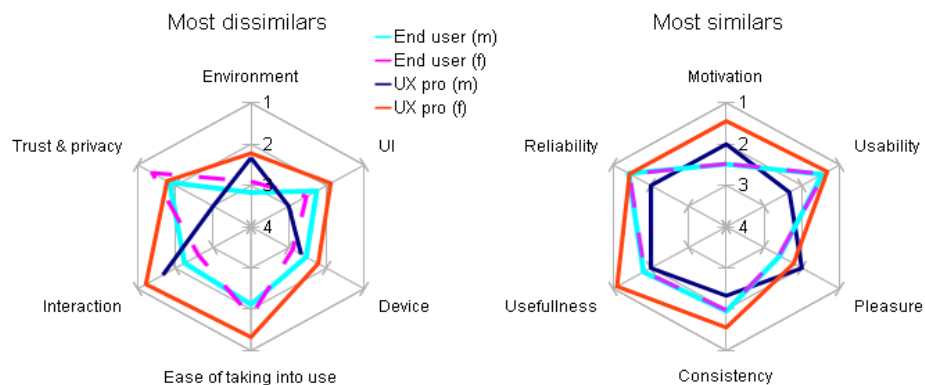 Most dissimilars
Most similars
End user (m)
End user (f)
UX pro (m)
UX pro (f)
Environment
1
UI
2
Trust & privacy
3
4
Interaction
Device
Ease of taking into use
Motivation
1
Reliability
2
Usability
3
4
Usefullness
Pleasure
Consistency